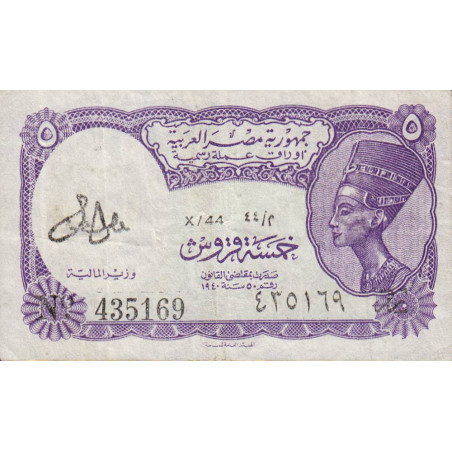 ٥ ٥
جمهورية مصر العربية
أوراق عملة رسمية
X/44 ٤٤/٢
خمسة قروش
صدرت بمقتضى القانون
رقم ٥٠ سنة ١٩٤٠
وزير المالية
Nº 435169 ٤٣٥١٦٩